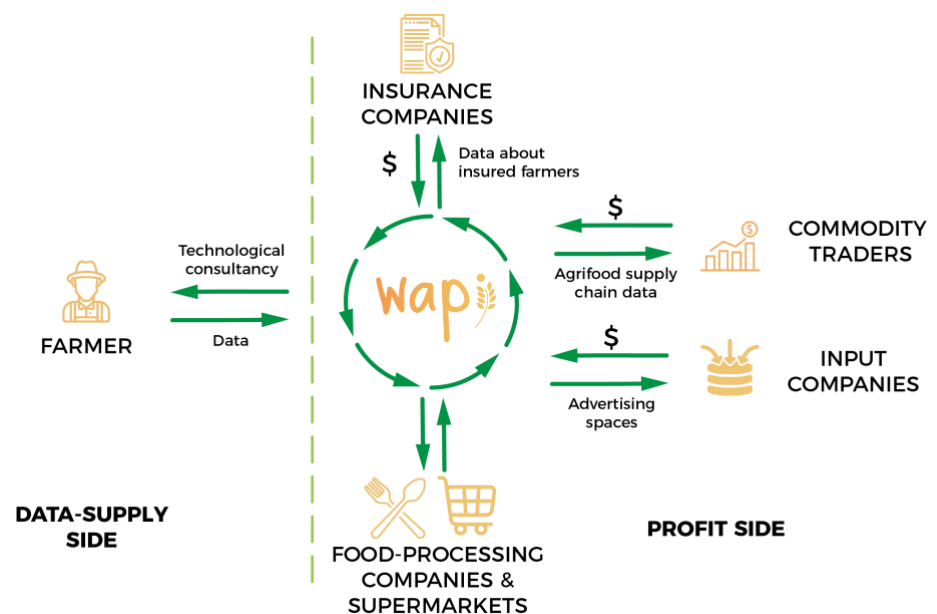 INSURANCE
COMPANIES
$
Data about
insured farmers
$
COMMODITY
TRADERS
Agrifood supply
chain data
Technological
consultancy
FARMER
Data
wapi
$
INPUT
COMPANIES
Advertising
spaces
DATA-SUPPLY
SIDE
PROFIT SIDE
FOOD-PROCESSING
COMPANIES &
SUPERMARKETS